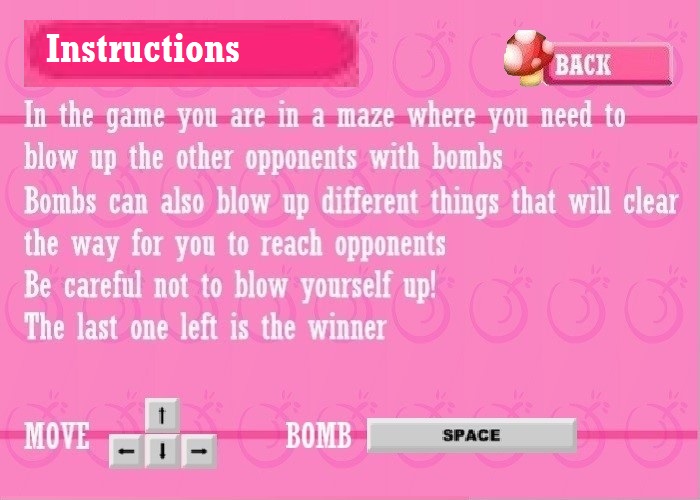 Instructions
BACK
In the game you are in a maze where you need to
blow up the other opponents with bombs
Bombs can also blow up different things that will clear
the way for you to reach opponents
Be careful not to blow yourself up!
The last one left is the winner
↑
MOVE ← ↓ → BOMB SPACE